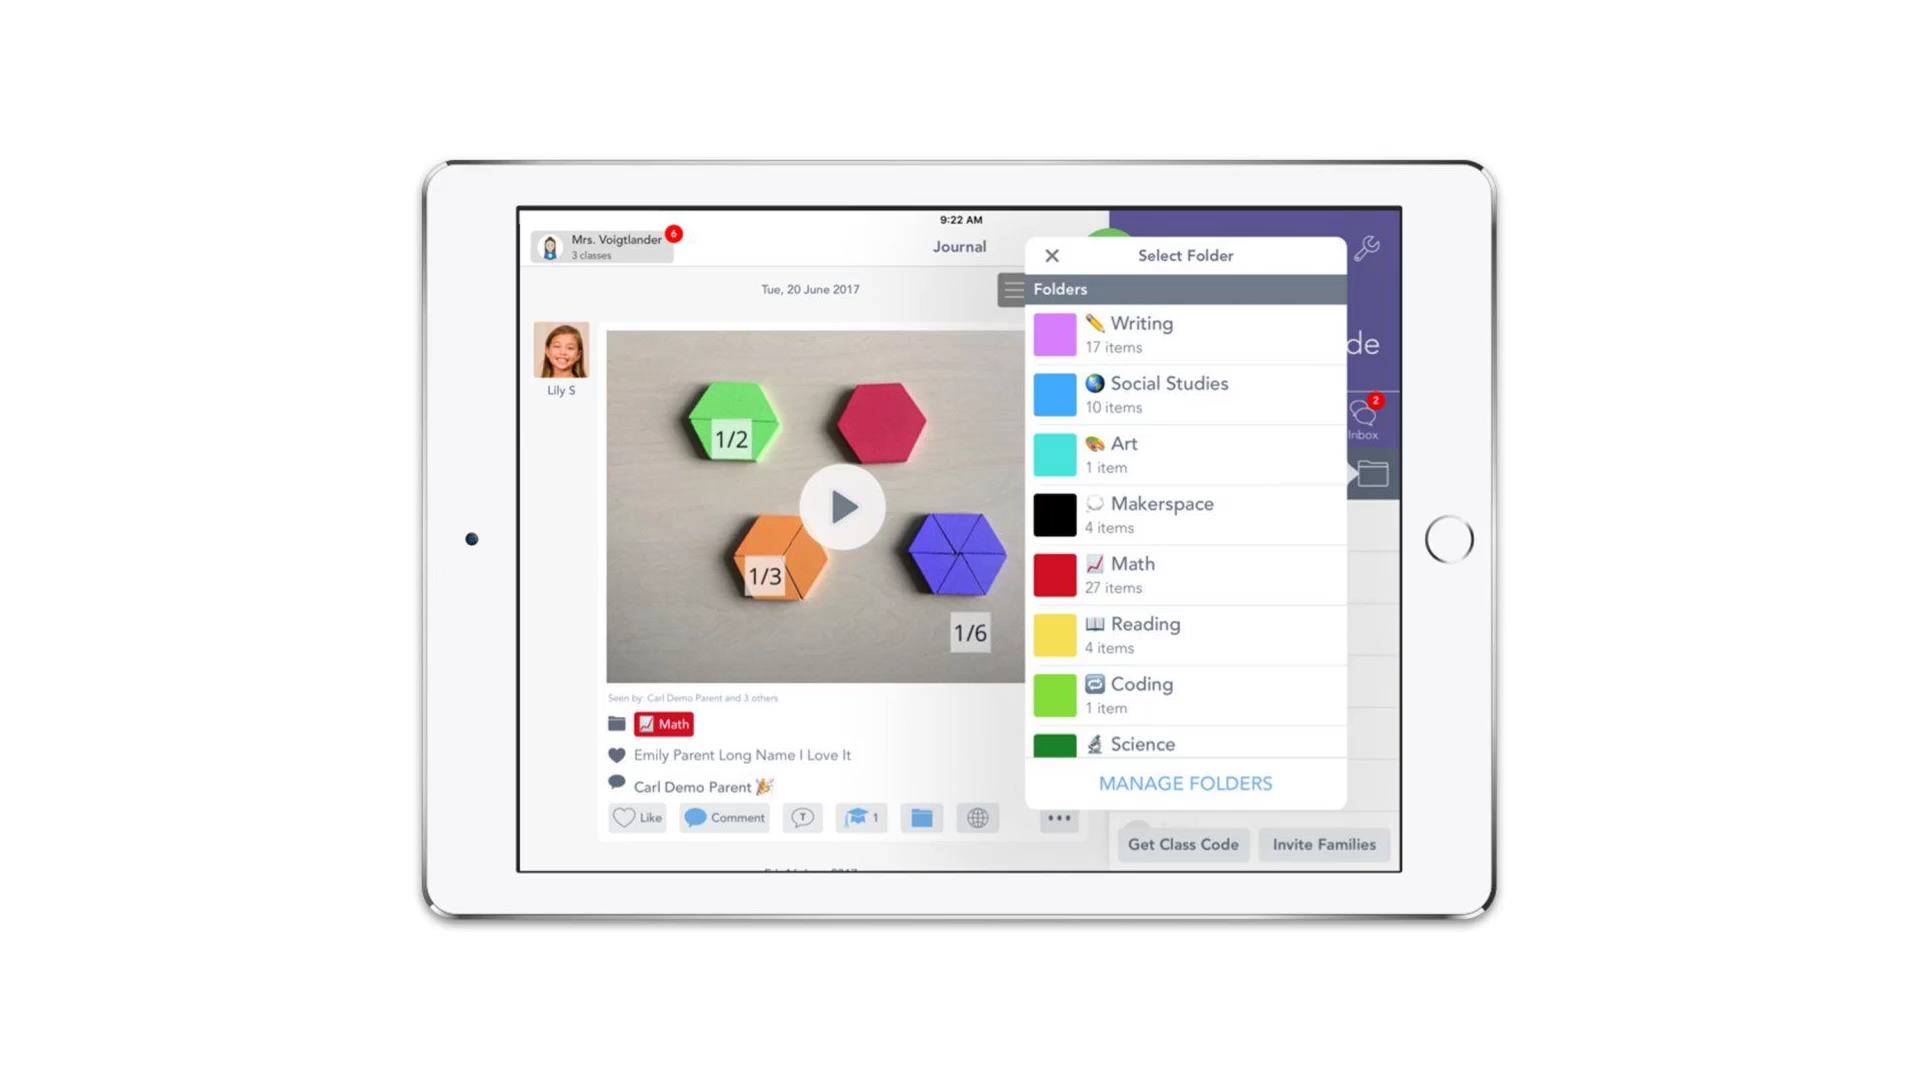 9:22 AM
Mrs. Voigtlander
6
3 classes
Journal
Tue, 20 June 2017
Lily S
1/2
1/3
1/6
Seen by: Carl Demo Parent and 3 others
Math
Emily Parent Long Name I Love It
Carl Demo Parent 🎉
Like
Comment
T
1
Select Folder
Folders
Writing
17 items
Social Studies
10 items
Art
1 item
Makerspace
4 items
Math
27 items
Reading
4 items
Coding
1 item
Science
MANAGE FOLDERS
de
2
Inbox
Get Class Code
Invite Families